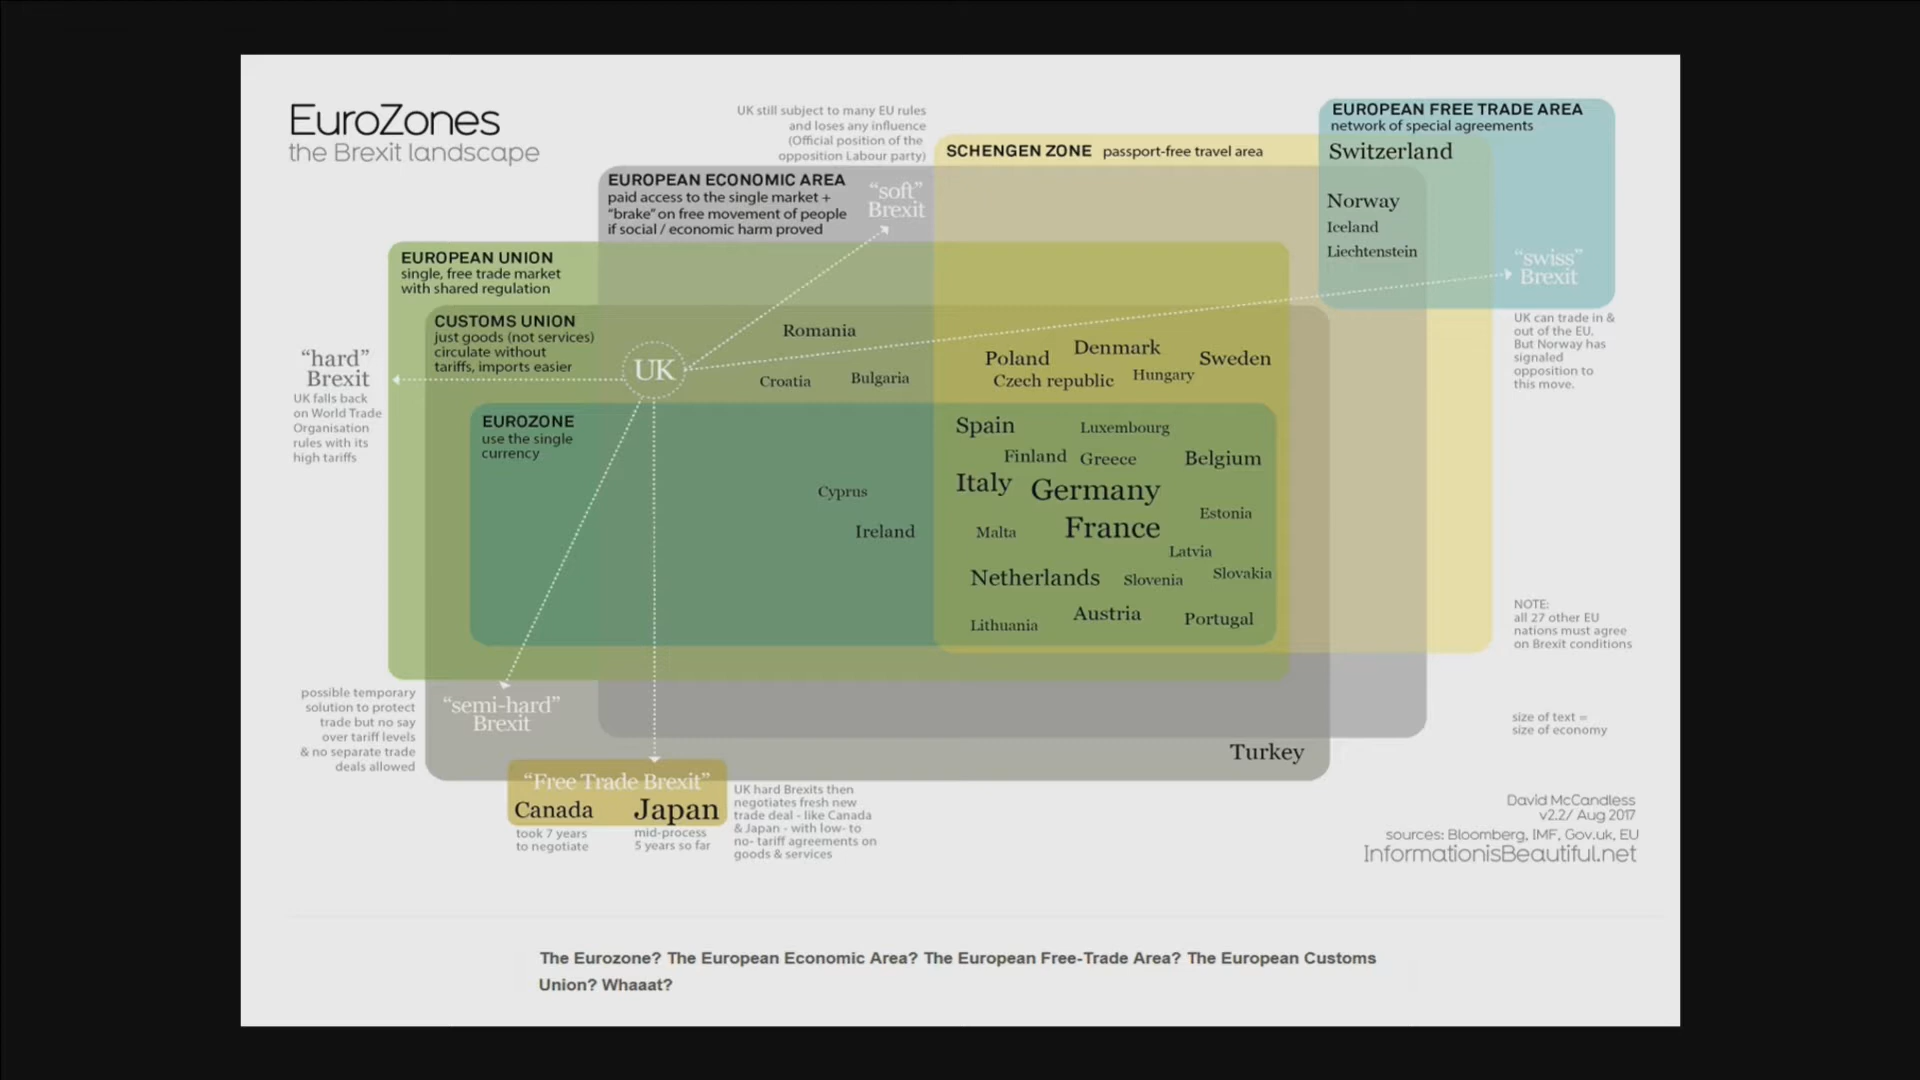 EuroZones
the Brexit landscape
UK still subject to many EU rules
and loses any influence
(Official position of the
opposition Labour party)
EUROPEAN FREE TRADE AREA
network of special agreements
Switzerland
Norway
Iceland
Liechtenstein
"swiss"
Brexit
SCHENGEN ZONE passport-free travel area
EUROPEAN ECONOMIC AREA
paid access to the single market +
"brake" on free movement of people
if social / economic harm proved
"soft"
Brexit
EUROPEAN UNION
single, free trade market
with shared regulation
CUSTOMS UNION
just goods (not services)
circulate without
tariffs, imports easier
"hard"
Brexit
UK falls back
on World Trade
Organisation
rules with its
high tariffs
UK
Romania
Croatia
Bulgaria
Poland
Denmark
Sweden
Czech republic
Hungary
UK can trade in &
out of the EU.
But Norway has
signaled
opposition to
this move.
EUROZONE
use the single
currency
Cyprus
Ireland
Spain
Luxembourg
Finland
Greece
Belgium
Italy
Germany
Estonia
Malta
France
Latvia
Netherlands
Slovenia
Slovakia
Lithuania
Austria
Portugal
NOTE:
all 27 other EU
nations must agree
on Brexit conditions
possible temporary
solution to protect
trade but no say
over tariff levels
& no separate trade
deals allowed
"semi-hard"
Brexit
size of text =
size of economy
Turkey
"Free Trade Brexit"
Canada
Japan
took 7 years
to negotiate
mid-process
5 years so far
UK hard Brexits then
negotiates fresh new
trade deal - like Canada
& Japan - with low- to
no- tariff agreements on
goods & services
David McCandless
v2.2/ Aug 2017
sources: Bloomberg, IMF, Gov.uk, EU
InformationisBeautiful.net
The Eurozone? The European Economic Area? The European Free-Trade Area? The European Customs
Union? Whaaat?